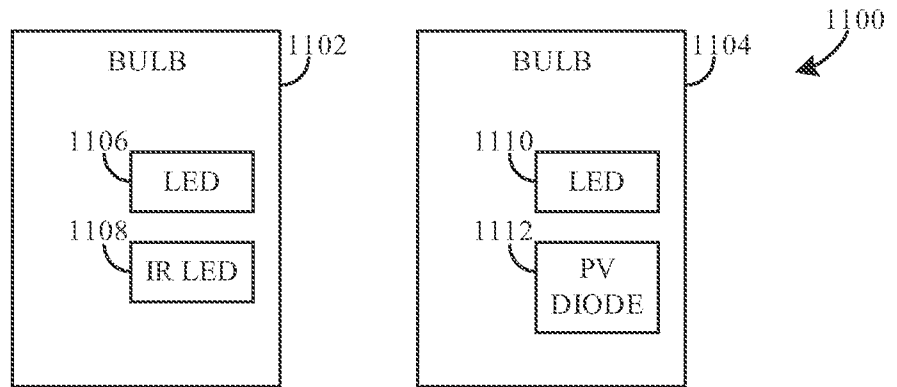 1100
BULB 1102
BULB 1104
1106
LED
1110
LED
1108
IR LED
1112
PV
DIODE